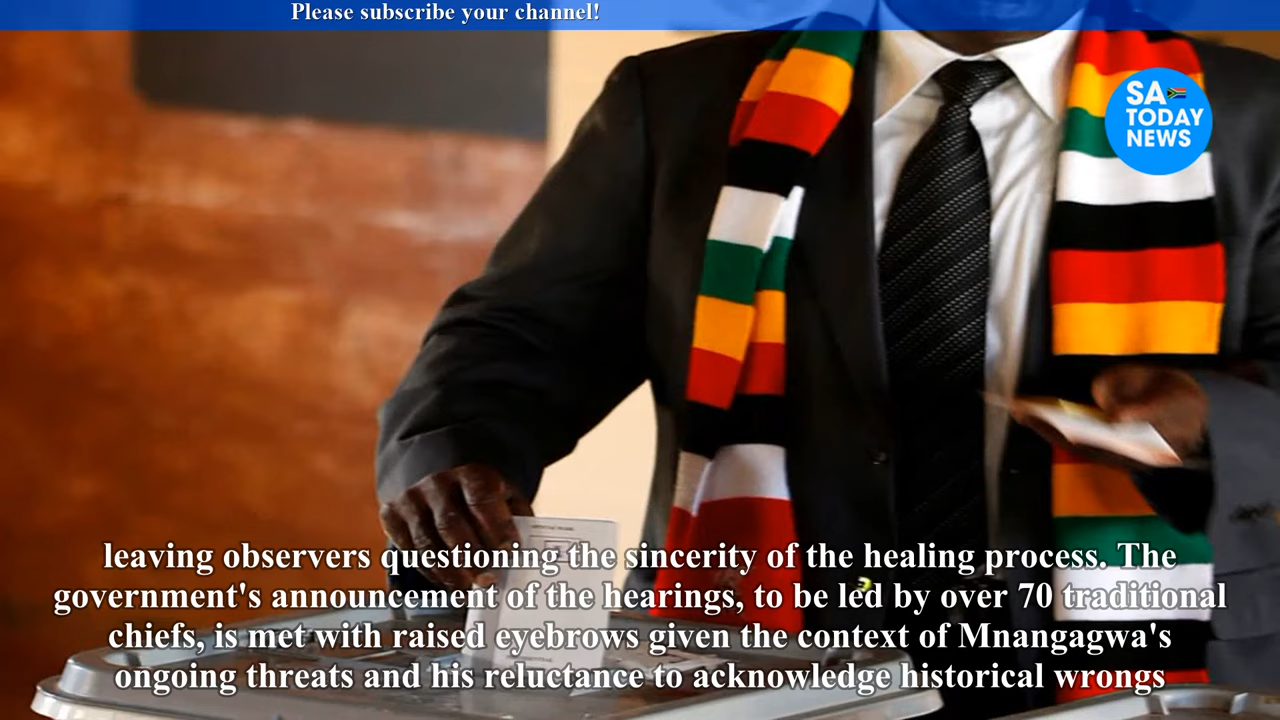 Please subscribe your channel!
SA
TODAY
NEWS
leaving observers questioning the sincerity of the healing process. The
government's announcement of the hearings, to be led by over 70 traditional
chiefs, is met with raised eyebrows given the context of Mnangagwa's
ongoing threats and his reluctance to acknowledge historical wrongs